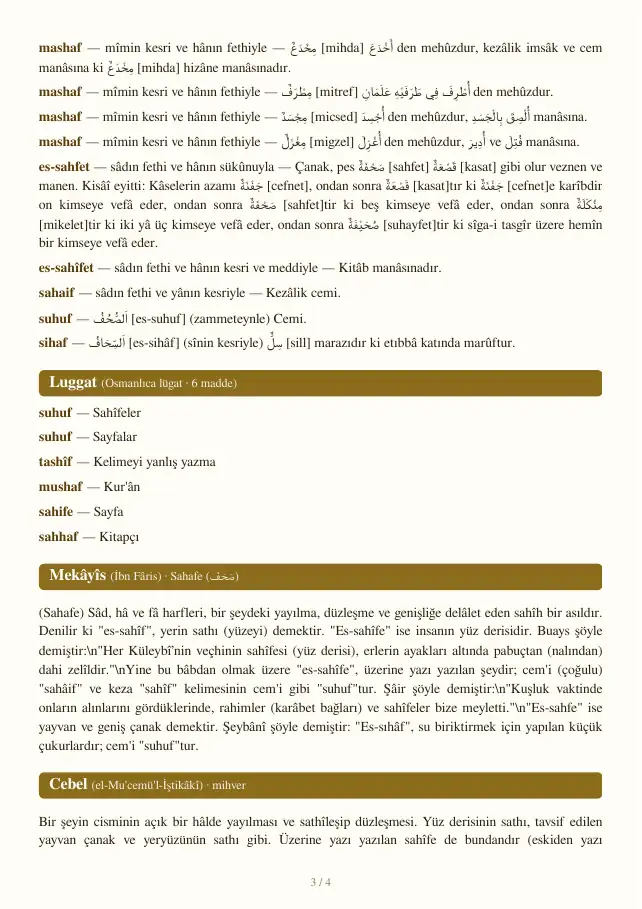 mashaf — mîmin kesri ve hânın fethiyle — مِخْدَعٌ [mihda] أُخْدِعَ den mehûzdur, kezâlik imsâk ve cem
manâsına ki مِخْدَعٌ [mihda] hizâne manâsınadır.
mashaf — mîmin kesri ve hânın fethiyle — مِطْرَفٌ [mitref] أُطْرِفَ فِي طَرَفَيْهِ عَلَمَانِ den mehûzdur.
mashaf — mîmin kesri ve hânın fethiyle — مِجْسَدٌ [micsed] أُجْسِدَ den mehûzdur, أُلْصِقَ بِالْجَسَدِ manâsına.
mashaf — mîmin kesri ve hânın fethiyle — مِغْزَلٌ [migzel] أُغْزِلَ den mehûzdur, أُدِيرَ ve فُتِلَ manâsına.
es-sahfet — sâdın fethi ve hânın sükûnuyla — Çanak, pes صَحْفَةٌ [sahfet] قَصْعَةٌ [kasat] gibi olur veznen ve
manen. Kisâî eyitti: Kâselerin azamı جَفْنَةٌ [cefnet], ondan sonra قَصْعَةٌ [kasat]tır ki جَفْنَةٌ [cefnet]e karîbdir
on kimseye vefâ eder, ondan sonra صَحْفَةٌ [sahfet]tir ki beş kimseye vefâ eder, ondan sonra مِئْكَلَةٌ
[mikelet]tir ki iki yâ üç kimseye vefâ eder, ondan sonra صُحَيْفَةٌ [suhayfet]tir ki sîga-i tasgîr üzere hemîn
bir kimseye vefâ eder.
es-sahîfet — sâdın fethi ve hânın kesri ve meddiyle — Kitâb manâsınadır.
sahaif — sâdın fethi ve yânın kesriyle — Kezâlik cemi.
suhuf — اَلصُّحُفُ [es-suhuf] (zammeteynle) Cemi.
sihaf — اَلسِّحَافُ [es-sihâf] (sînin kesriyle) سِلٌّ [sill] marazıdır ki etıbbâ katında marûftur.
Luggat (Osmanlıca lügat · 6 madde)
suhuf — Sahîfeler
suhuf — Sayfalar
tashîf — Kelimeyi yanlış yazma
mushaf — Kur'ân
sahife — Sayfa
sahhaf — Kitapçı
Mekâyîs (İbn Fâris) · Sahafe (صَحَفَ)
(Sahafe) Sâd, hâ ve fâ harfleri, bir şeydeki yayılma, düzleşme ve genişliğe delâlet eden sahîh bir asıldır.
Denilir ki "es-sahîf", yerin sathı (yüzeyi) demektir. "Es-sahîfe" ise insanın yüz derisidir. Buays şöyle
demiştir:\n"Her Küleybî'nin veçhinin sahîfesi (yüz derisi), erlerin ayakları altında pabuçtan (nalından)
dahi zelîldir."\nYine bu bâbdan olmak üzere "es-sahîfe", üzerine yazı yazılan şeydir; cem'i (çoğulu)
"sahâif" ve keza "sahîf" kelimesinin cem'i gibi "suhuf"tur. Şâir şöyle demiştir:\n"Kuşluk vaktinde
onların alınlarını gördüklerinde, rahimler (karâbet bağları) ve sahîfeler bize meyletti."\n"Es-sahfe" ise
yayvan ve geniş çanak demektir. Şeybânî şöyle demiştir: "Es-sıhâf", su biriktirmek için yapılan küçük
çukurlardır; cem'i "suhuf"tur.
Cebel (el-Mu'cemü'l-İştikâkî) · mihver
Bir şeyin cisminin açık bir hâlde yayılması ve sathîleşip düzleşmesi. Yüz derisinin sathı, tavsif edilen
yayvan çanak ve yeryüzünün sathı gibi. Üzerine yazı yazılan sahîfe de bundandır (eskiden yazı
3 / 4